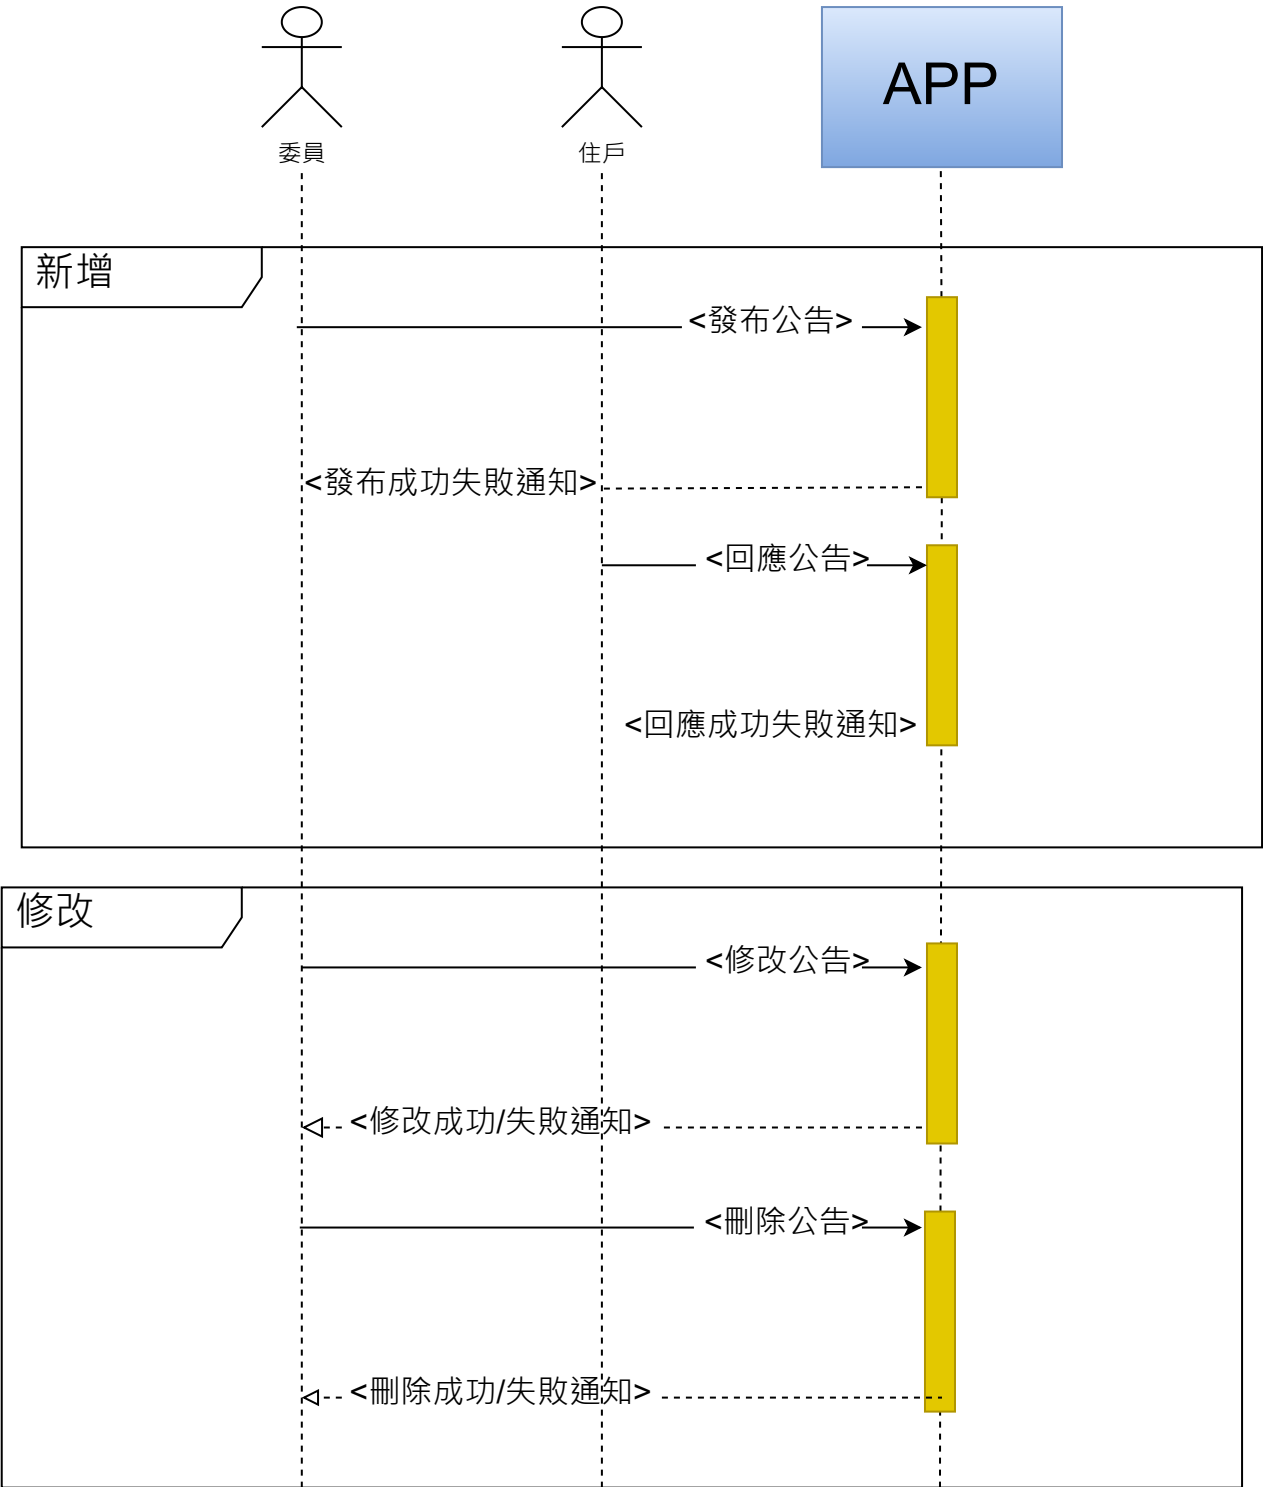 委員
住戶
APP
新增
<發布公告>
<發布成功失敗通知>
<回應公告>
<回應成功失敗通知>
修改
<修改公告>
<修改成功/失敗通知>
<刪除公告>
<刪除成功/失敗通知>